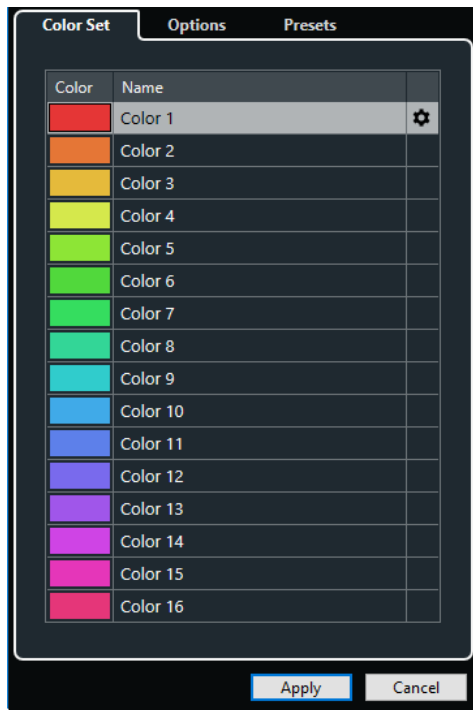 Color Set Options Presets
Color Name
Color 1
Color 2
Color 3
Color 4
Color 5
Color 6
Color 7
Color 8
Color 9
Color 10
Color 11
Color 12
Color 13
Color 14
Color 15
Color 16
Apply Cancel